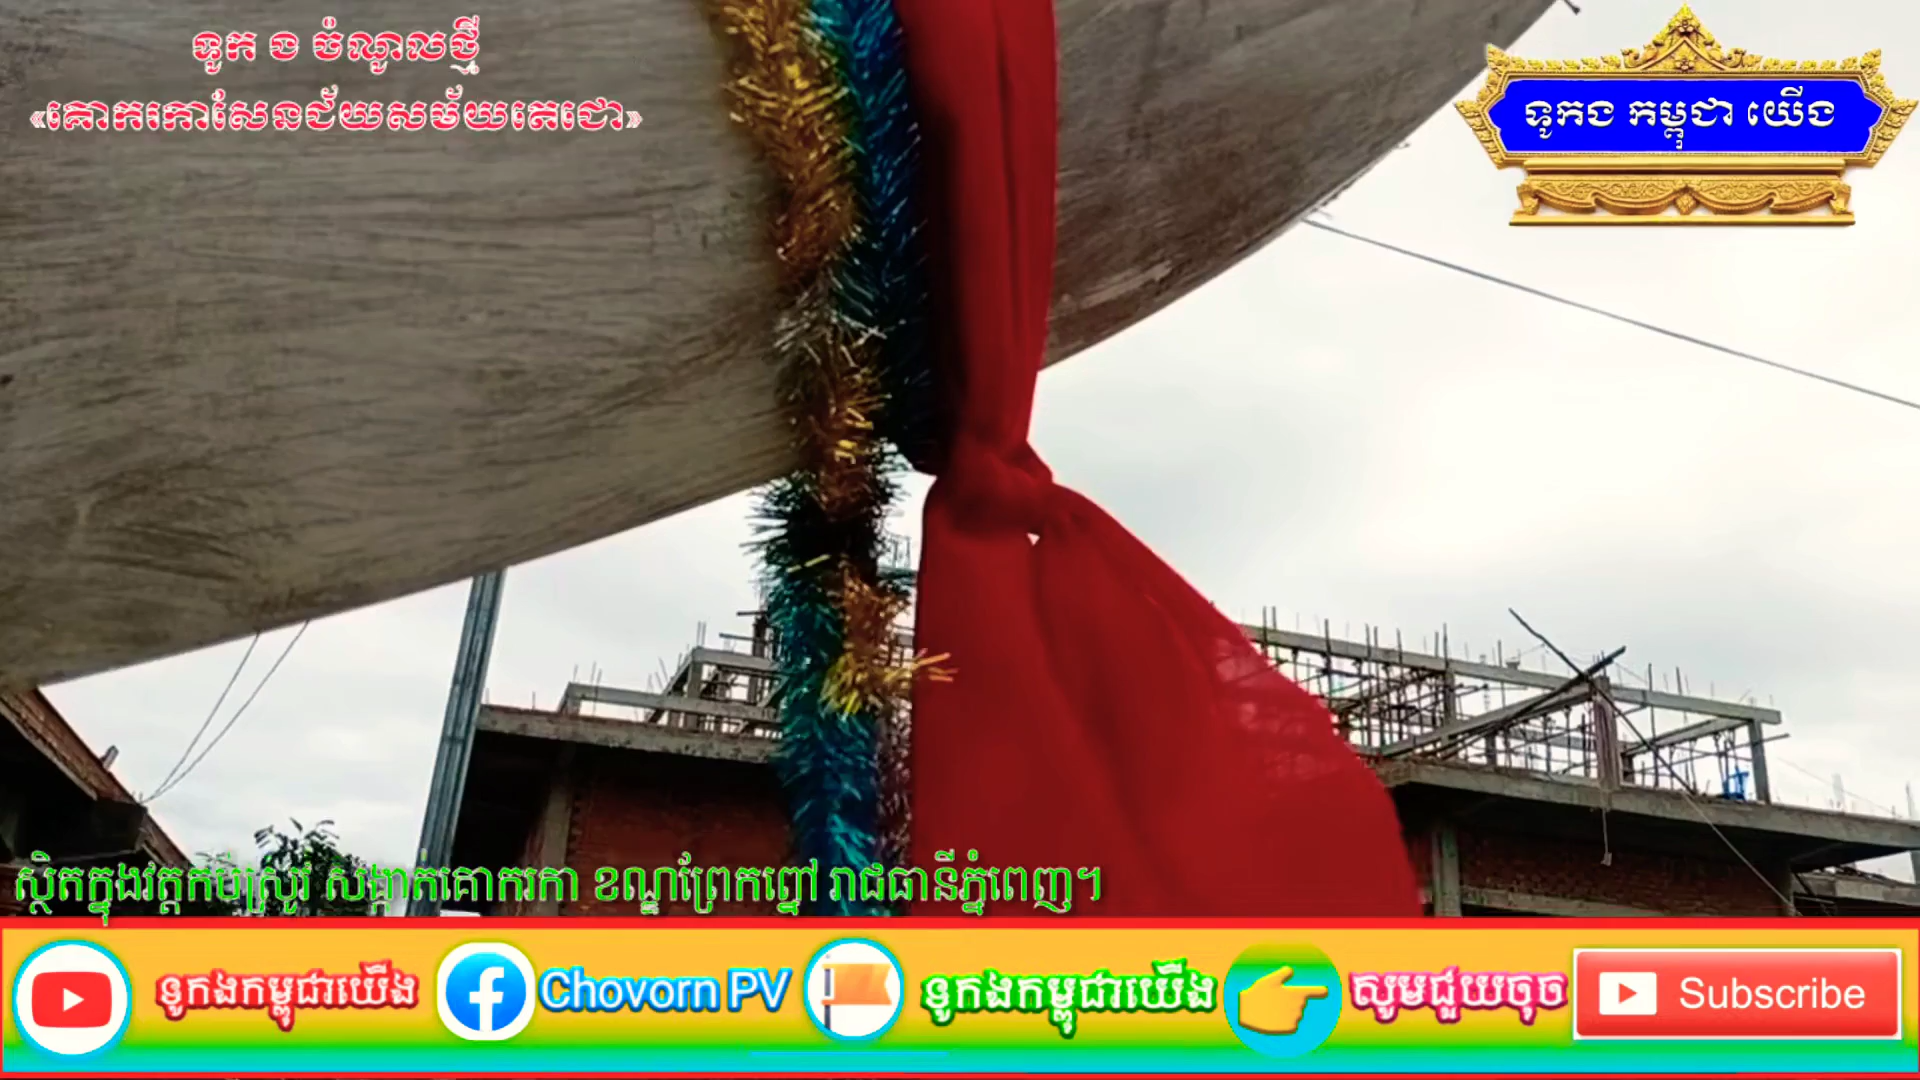 ទូក ង ចំណូលថ្មី
«គោករកាសែនជ័យសម័យតេជោ»
ទូកង កម្ពុជា យើង
ស្ថិតក្នុងវត្តកប់ស្រូវ សង្កាត់គោករកា ខណ្ឌព្រែកព្នៅ រាជធានីភ្នំពេញ។
ទូកងកម្ពុជាយើង
Chovorn PV
ទូកងកម្ពុជាយើង
សូមជួយចុច
Subscribe